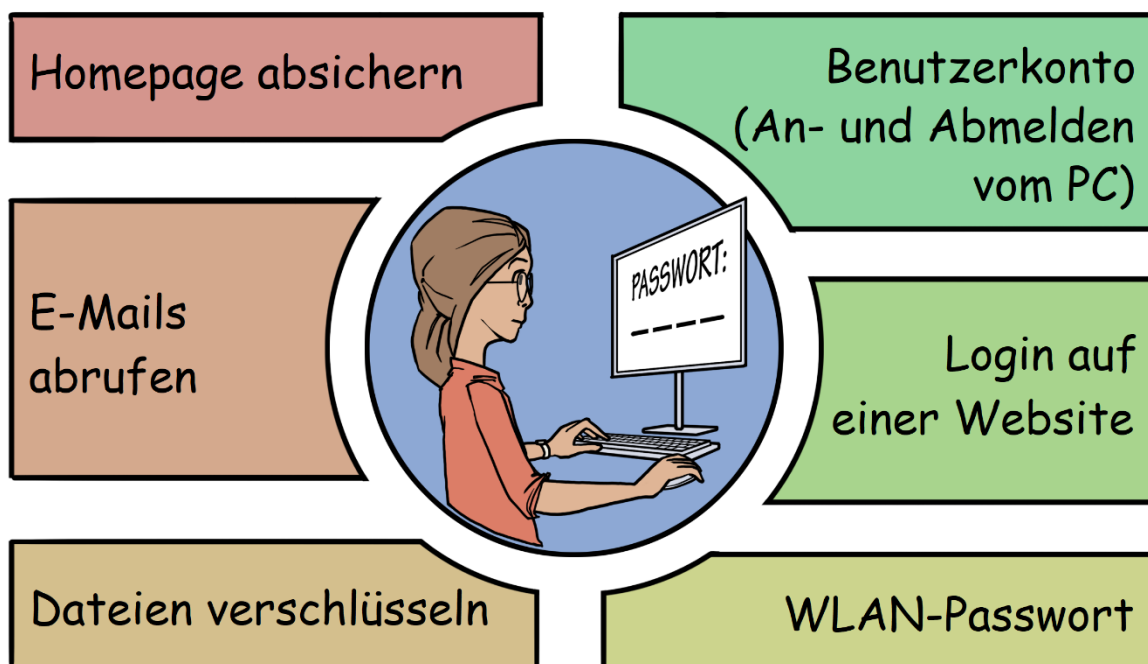 Homepage absichern
Benutzerkonto
(An- und Abmelden
vom PC)
E-Mails
abrufen
PASSWORT:
Login auf
einer Website
Dateien verschlüsseln
WLAN-Passwort